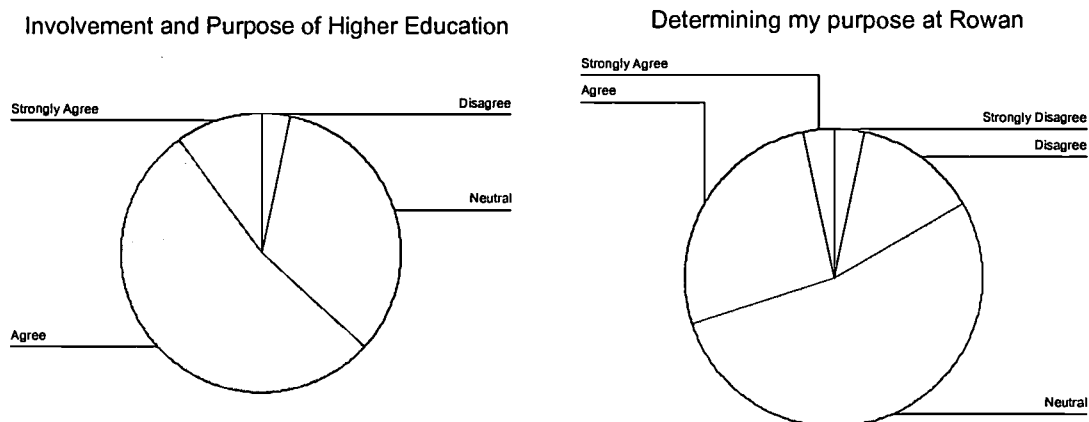 Involvement and Purpose of Higher Education
Strongly Agree
Disagree
Neutral
Agree
Determining my purpose at Rowan
Strongly Agree
Agree
Strongly Disagree
Disagree
Neutral